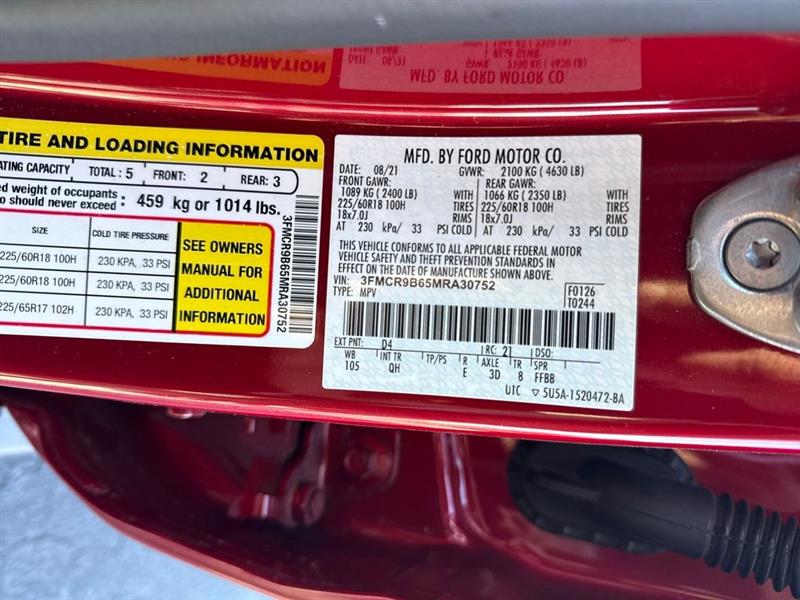 TIRE AND LOADING INFORMATION
ATING CAPACITY TOTAL: 5 FRONT: 2 REAR: 3
ed weight of occupants:
o should never exceed: 459 kg or 1014 lbs.
SIZE COLD TIRE PRESSURE
225/60R18 100H 230 KPA, 33 PSI
225/60R18 100H 230 KPA, 33 PSI
225/65R17 102H 230 KPA, 33 PSI
SEE OWNERS
MANUAL FOR
ADDITIONAL
INFORMATION
3FMCR9B65MRA30752
MFD. BY FORD MOTOR CO.
DATE: 08/21 GVWR: 2100 KG ( 4630 LB)
FRONT GAWR: REAR GAWR:
1089 KG ( 2400 LB) WITH 1066 KG ( 2350 LB) WITH
225/60R18 100H TIRES 225/60R18 100H TIRES
18x7.0J RIMS 18x7.0J RIMS
AT 230 kPa/ 33 PSI COLD AT 230 kPa/ 33 PSI COLD
THIS VEHICLE CONFORMS TO ALL APPLICABLE FEDERAL MOTOR
VEHICLE SAFETY AND THEFT PREVENTION STANDARDS IN
EFFECT ON THE DATE OF MANUFACTURE SHOWN ABOVE.
VIN: 3FMCR9B65MRA30752 F0126
TYPE: MPV T0244
EXT PNT: D4 RC: 21 DSO:
WB INT TR TP/PS R AXLE TR SPR
105 QH E 3D 8 FFBB
UTC ▽ 5U5A-1520472-BA